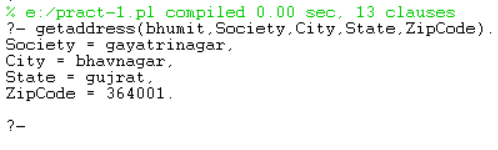 % e:/pract-1.pl compiled 0.00 sec, 13 clauses
?- getaddress(bhumit,Society,City,State,ZipCode).
Society = gayatrinagar,
City = bhavnagar,
State = gujrat,
ZipCode = 364001.
?-